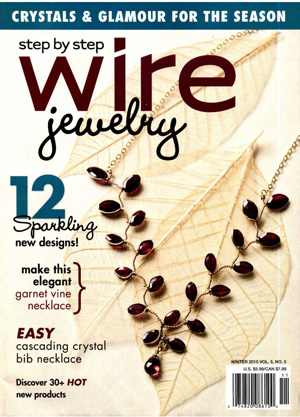 CRYSTALS & GLAMOUR FOR THE SEASON
step by step
wire
jewelry
12
Sparkling
new designs!
make this
elegant
garnet vine
necklace
EASY
cascading crystal
bib necklace
Discover 30+ HOT
new products
WINTER 2010 VOL. 5, NO. 5
U.S. $5.99/CAN $7.99